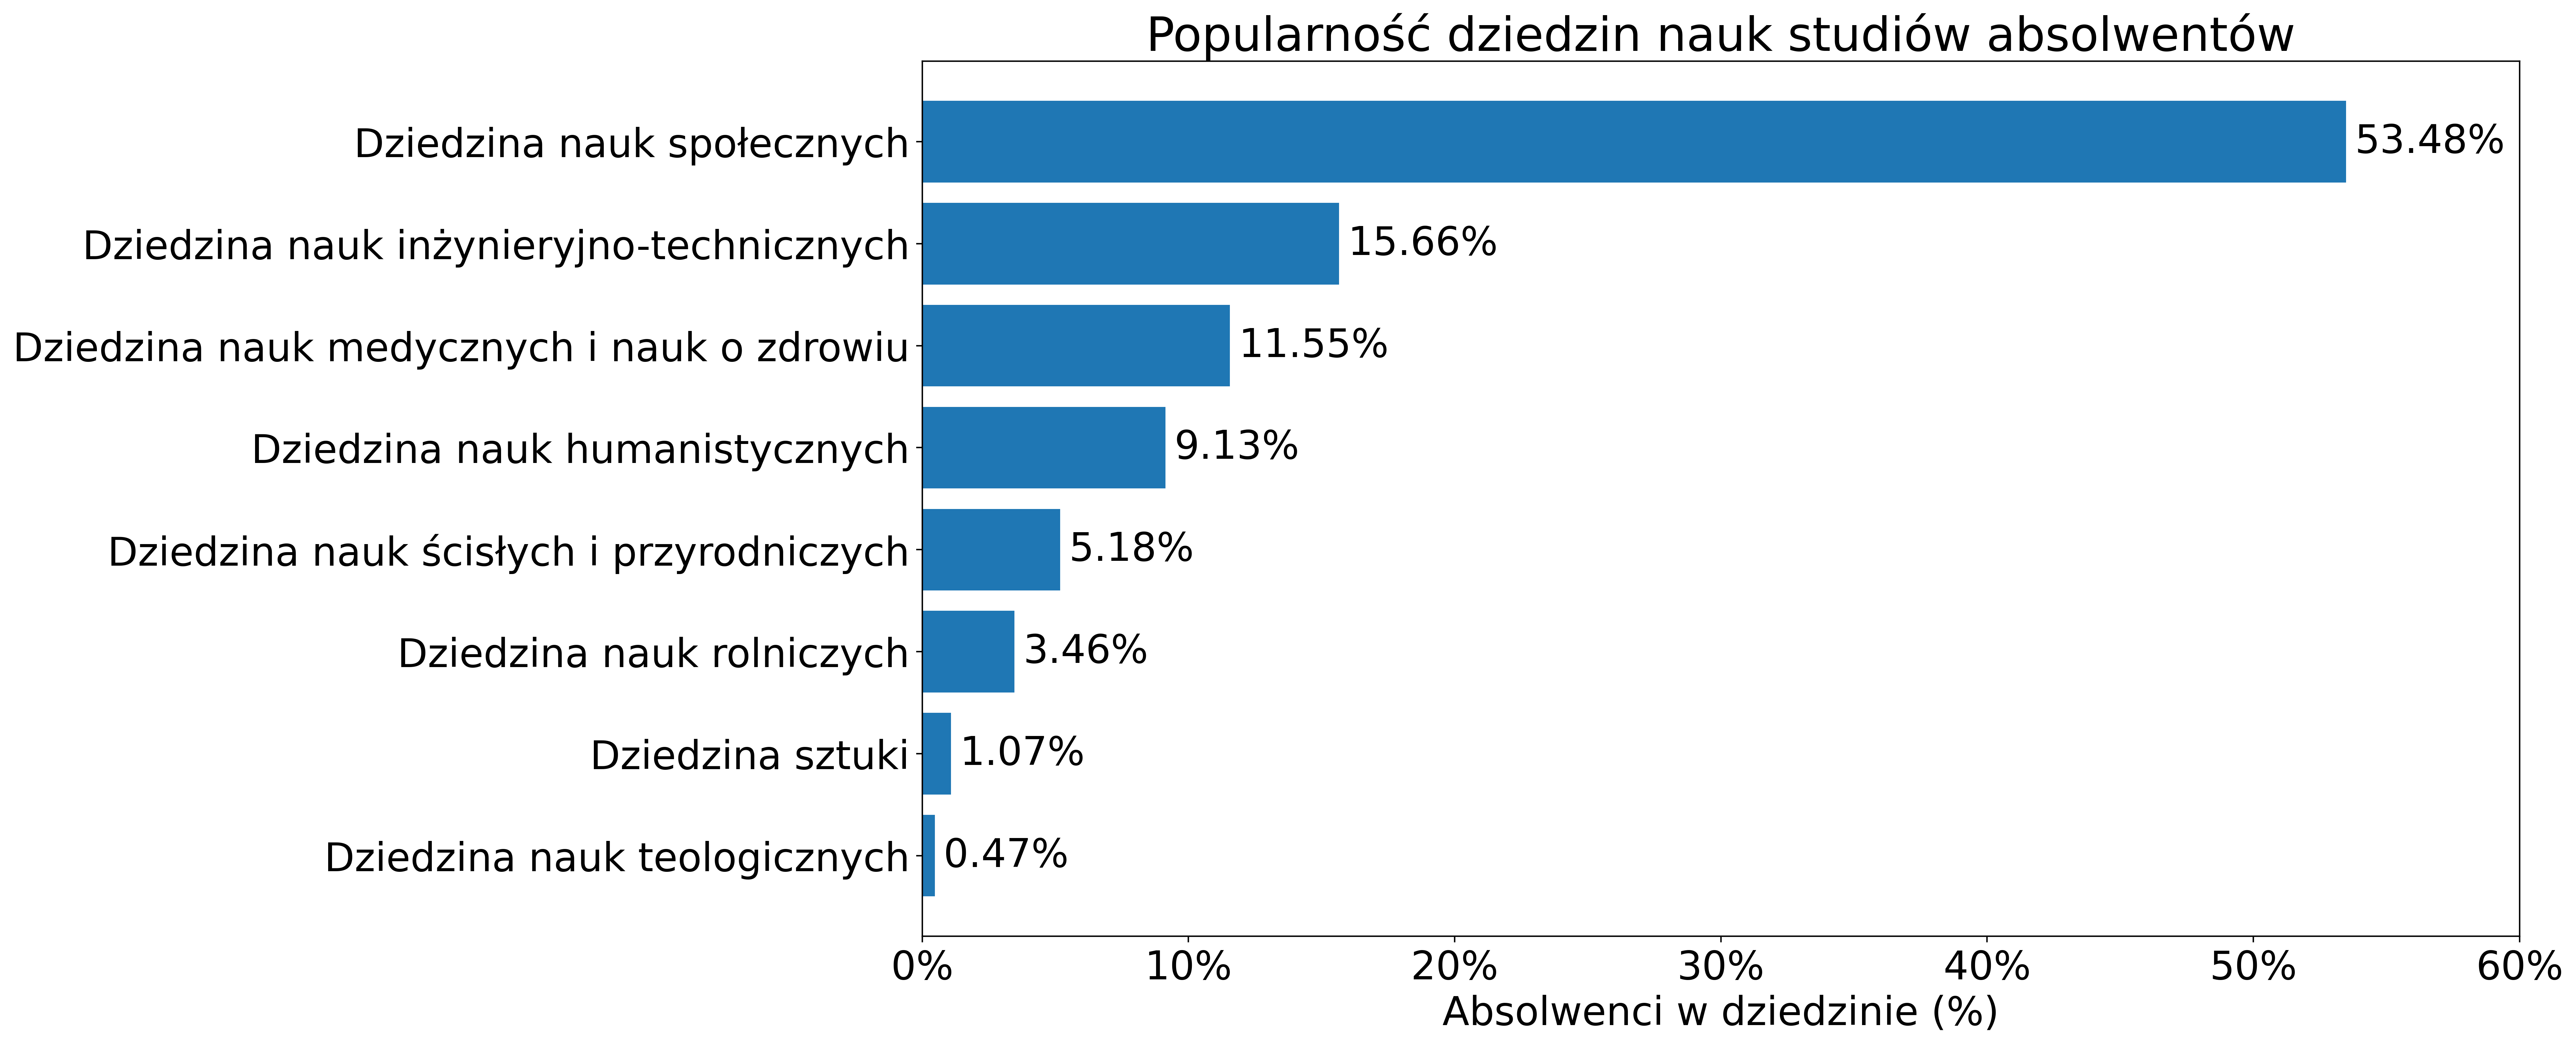 Popularność dziedzin nauk studiów absolwentów
Dziedzina nauk społecznych 53.48%
Dziedzina nauk inżynieryjno-technicznych 15.66%
Dziedzina nauk medycznych i nauk o zdrowiu 11.55%
Dziedzina nauk humanistycznych 9.13%
Dziedzina nauk ścisłych i przyrodniczych 5.18%
Dziedzina nauk rolniczych 3.46%
Dziedzina sztuki 1.07%
Dziedzina nauk teologicznych 0.47%
0% 10% 20% 30% 40% 50% 60%
Absolwenci w dziedzinie (%)